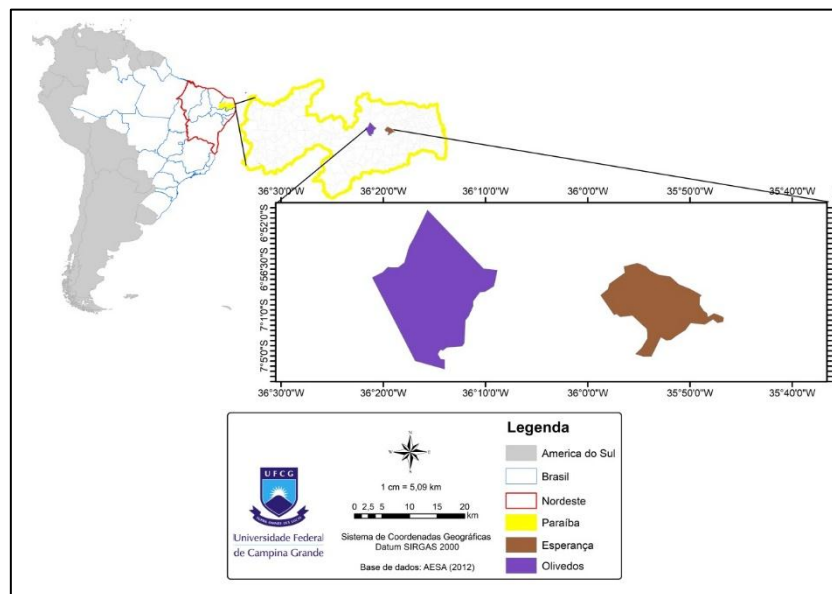 36°30'0"W 36°20'0"W 36°10'0"W 36°0'0"W 35°50'0"W 35°40'0"W
6°52'0"S
6°56'30"S
7°1'0"S
7°5'0"S
36°30'0"W 36°20'0"W 36°10'0"W 36°0'0"W 35°50'0"W 35°40'0"W
UFCG
Universidade Federal
de Campina Grande
1 cm = 5,09 km
0 2,5 5 10 15 20
km
Sistema de Coordenadas Geográficas
Datum SIRGAS 2000
Base de dados: AESA (2012)
Legenda
America do Sul
Brasil
Nordeste
Paraíba
Esperança
Olivedos